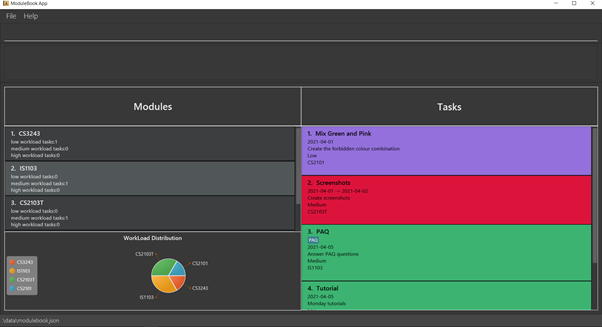 ModuleBook App
File Help
Modules
1. CS3243
low workload tasks:1
medium workload tasks:0
high workload tasks:0
2. IS1103
low workload tasks:0
medium workload tasks:1
high workload tasks:0
3. CS2103T
low workload tasks:0
medium workload tasks:1
high workload tasks:0
WorkLoad Distribution
CS3243
IS1103
CS2103T
CS2101
CS2103T
CS2101
CS3243
IS1103
Tasks
1. Mix Green and Pink
2021-04-01
Create the forbidden colour combination
Low
CS2101
2. Screenshots
2021-04-01 -> 2021-04-02
Create screenshots
Medium
CS2103T
3. PAQ
PAQ
2021-04-05
Answer PAQ questions
Medium
IS1103
4. Tutorial
2021-04-05
Monday tutorials
\data\modulebook.json